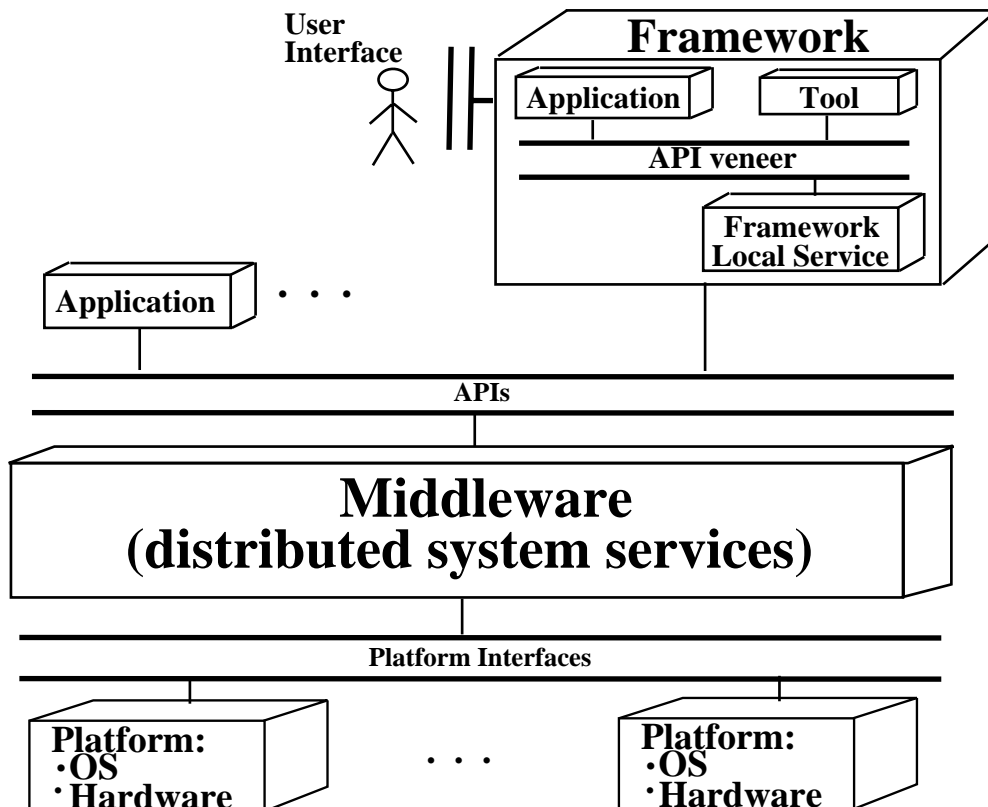 User
Interface
Framework
Application
Tool
API veneer
Framework
Local Service
Application
. . .
APIs
Middleware
(distributed system services)
Platform Interfaces
Platform:
·OS
·Hardware
. . .
Platform:
·OS
·Hardware